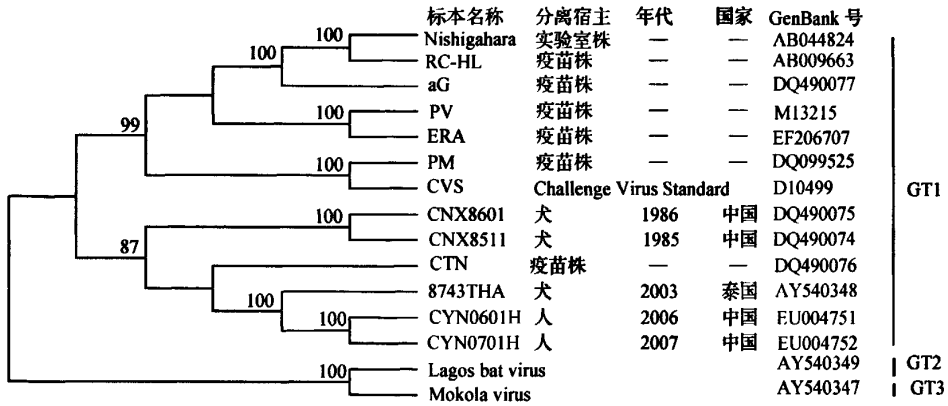 标本名称 分离宿主 年代 国家 GenBank 号
100 Nishigahara 实验室株 — — AB044824
100 RC-HL 疫苗株 — — AB009663
aG 疫苗株 — — DQ490077
PV 疫苗株 — — M13215
99 100 ERA 疫苗株 — — EF206707
PM 疫苗株 — — DQ099525
100 CVS Challenge Virus Standard D10499 GT1
100 CNX8601 犬 1986 中国 DQ490075
87 CNX8511 犬 1985 中国 DQ490074
CTN 疫苗株 — — DQ490076
100 8743THA 犬 2003 泰国 AY540348
100 CYN0601H 人 2006 中国 EU004751
CYN0701H 人 2007 中国 EU004752
100 Lagos bat virus AY540349 GT2
Mokola virus AY540347 GT3